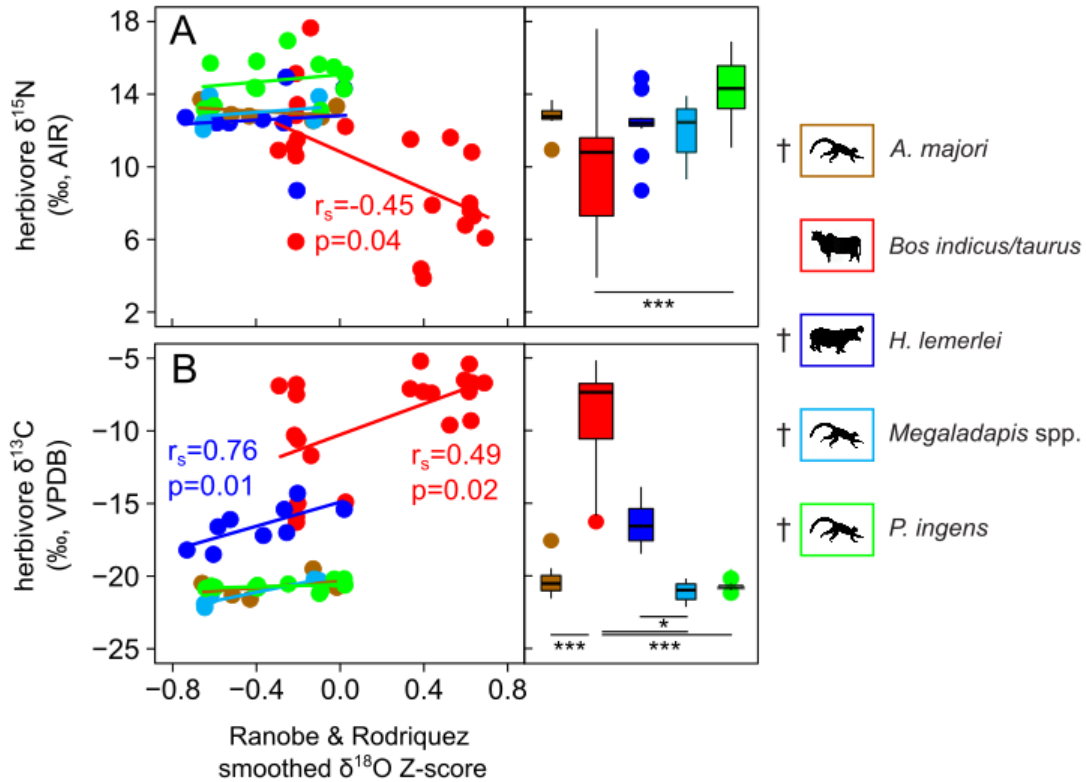 A
18
14
10
6
2
herbivore δ15N
(‰, AIR)
rs=-0.45
p=0.04
***
B
−5
−10
−15
−20
−25
herbivore δ13C
(‰, VPDB)
rs=0.76
p=0.01
rs=0.49
p=0.02
*
*** ***
−0.8 −0.4 0.0 0.4 0.8
Ranobe & Rodriquez
smoothed δ18O Z-score
† A. majori
Bos indicus/taurus
† H. lemerlei
† Megaladapis spp.
† P. ingens